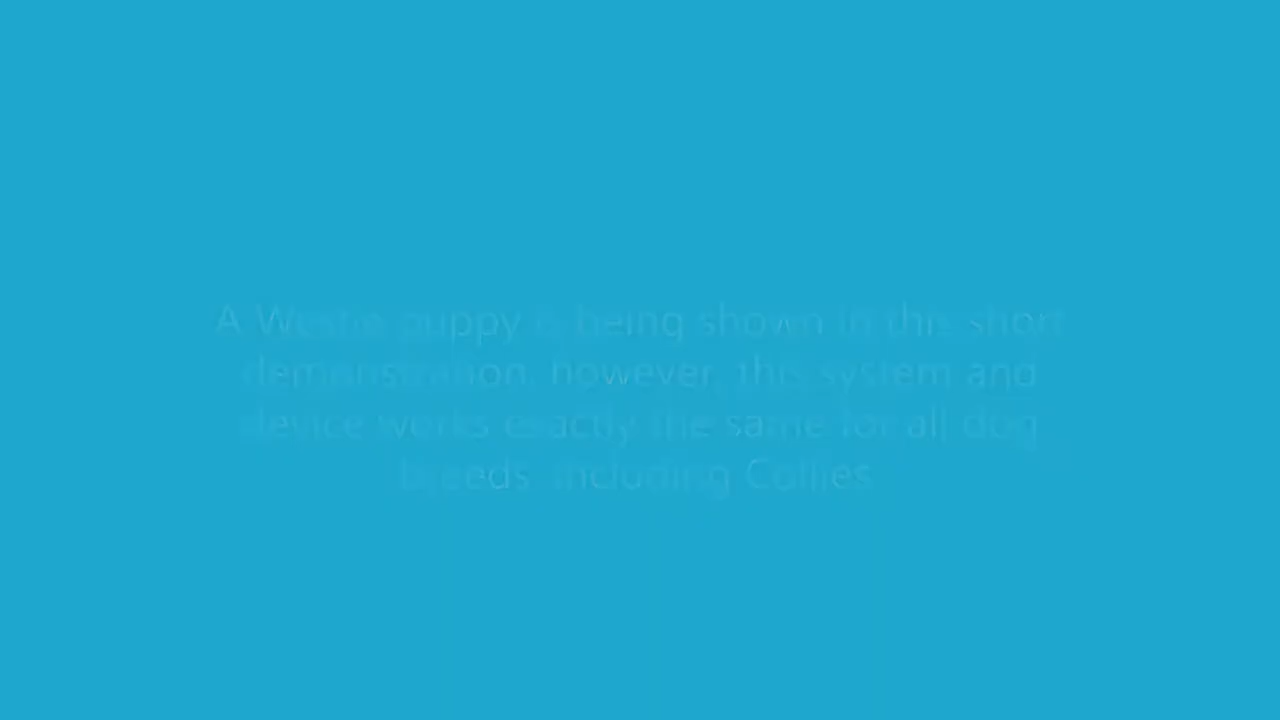 A Westie puppy is being shown in this short
demonstration, however, this system and
device works exactly the same for all dog
breeds, including Collies